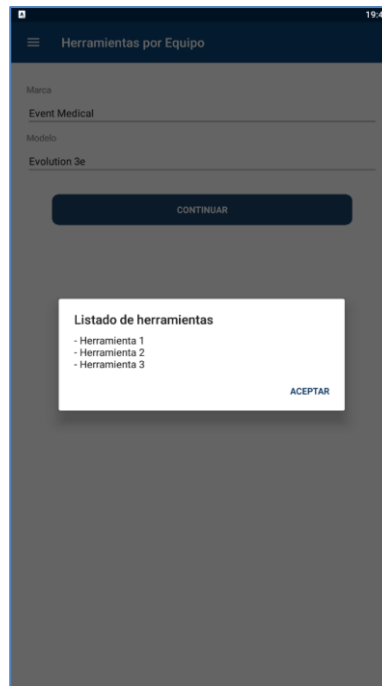 A
19:4
Herramientas por Equipo
Marca
Event Medical
Modelo
Evolution 3e
CONTINUAR
Listado de herramientas
- Herramienta 1
- Herramienta 2
- Herramienta 3
ACEPTAR